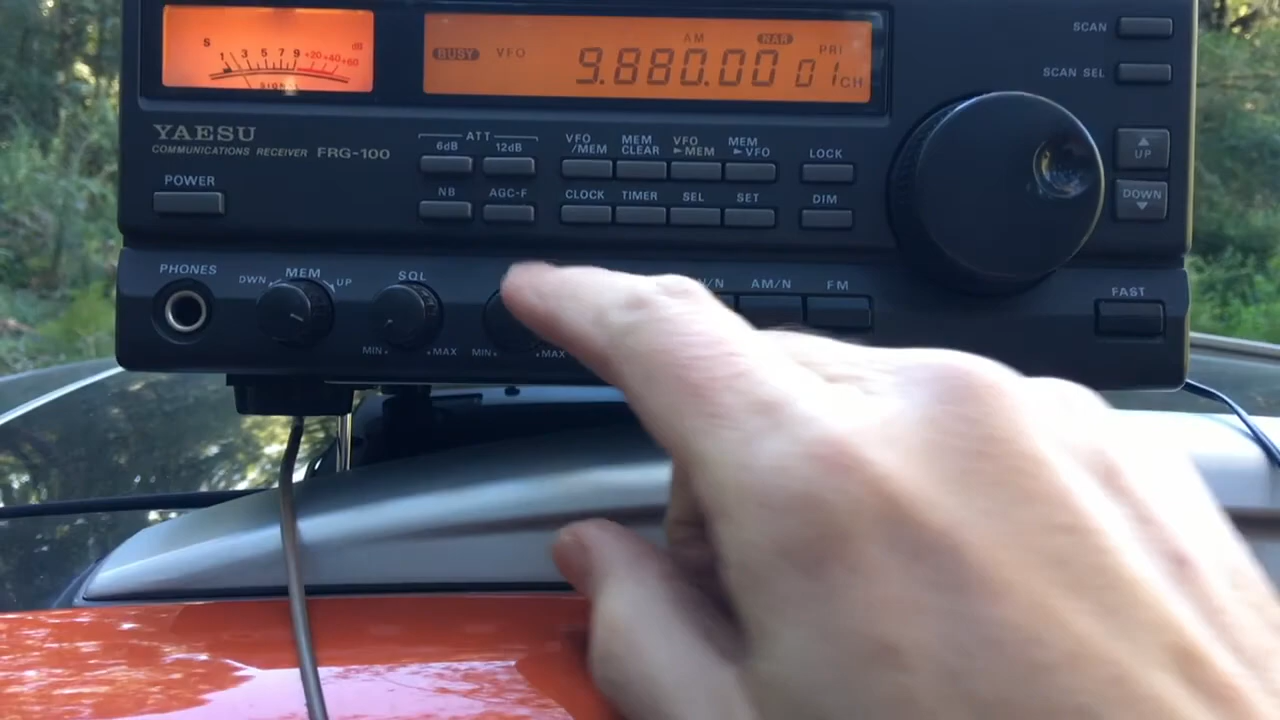 S 1 3 5 7 9 +20 +40 +60 dB
SIGNAL
BUSY VFO AM NAR PRI
9.880.00 01 CH
SCAN
SCAN SEL
YAESU
COMMUNICATIONS RECEIVER FRG-100
POWER
ATT
6dB 12dB
NB AGC-F
VFO/MEM MEM CLEAR VFO ►MEM MEM ►VFO LOCK
CLOCK TIMER SEL SET DIM
UP
DOWN
PHONES
DWN MEM UP
SQL
MIN MAX MIN MAX
/N AM/N FM
FAST